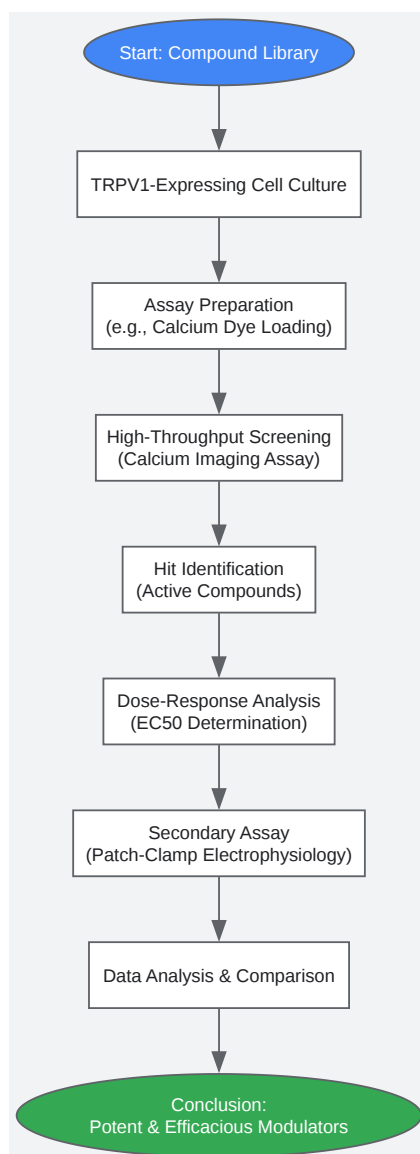 Start: Compound Library
TRPV1-Expressing Cell Culture
Assay Preparation
(e.g., Calcium Dye Loading)
High-Throughput Screening
(Calcium Imaging Assay)
Hit Identification
(Active Compounds)
Dose-Response Analysis
(EC50 Determination)
Secondary Assay
(Patch-Clamp Electrophysiology)
Data Analysis & Comparison
Conclusion:
Potent & Efficacious Modulators